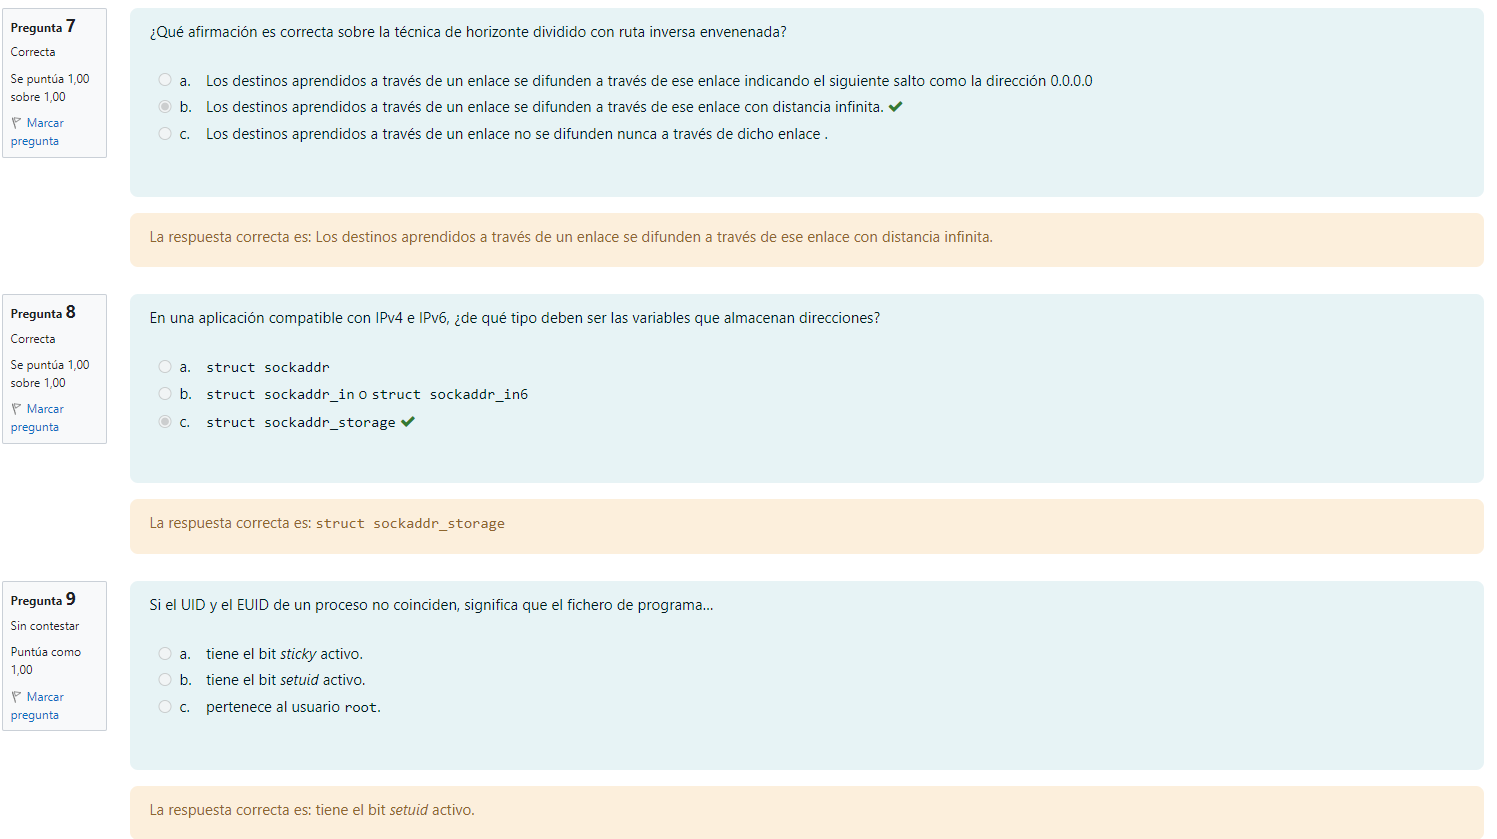 Pregunta 7
Correcta
Se puntúa 1,00
sobre 1,00
Marcar
pregunta
¿Qué afirmación es correcta sobre la técnica de horizonte dividido con ruta inversa envenenada?
a. Los destinos aprendidos a través de un enlace se difunden a través de ese enlace indicando el siguiente salto como la dirección 0.0.0.0
b. Los destinos aprendidos a través de un enlace se difunden a través de ese enlace con distancia infinita.
c. Los destinos aprendidos a través de un enlace no se difunden nunca a través de dicho enlace .
La respuesta correcta es: Los destinos aprendidos a través de un enlace se difunden a través de ese enlace con distancia infinita.
Pregunta 8
Correcta
Se puntúa 1,00
sobre 1,00
Marcar
pregunta
En una aplicación compatible con IPv4 e IPv6, ¿de qué tipo deben ser las variables que almacenan direcciones?
a. struct sockaddr
b. struct sockaddr_in o struct sockaddr_in6
c. struct sockaddr_storage
La respuesta correcta es: struct sockaddr_storage
Pregunta 9
Sin contestar
Puntúa como
1,00
Marcar
pregunta
Si el UID y el EUID de un proceso no coinciden, significa que el fichero de programa...
a. tiene el bit sticky activo.
b. tiene el bit setuid activo.
c. pertenece al usuario root.
La respuesta correcta es: tiene el bit setuid activo.